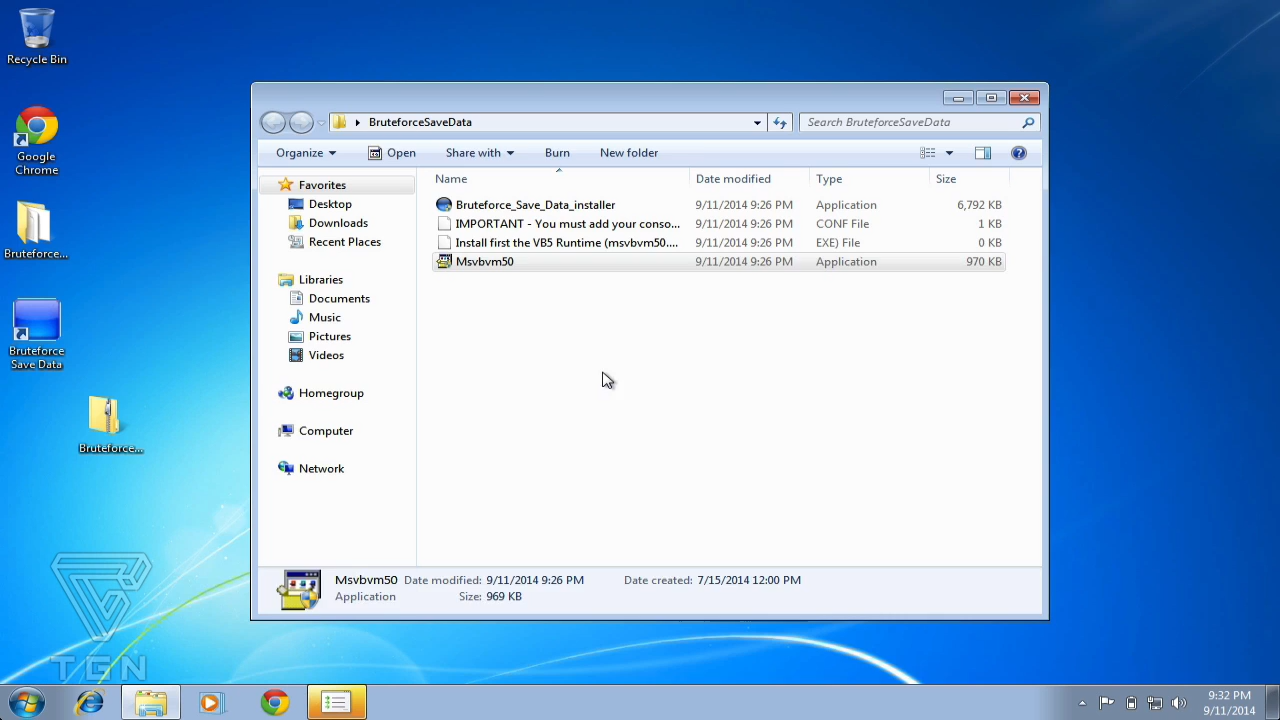 Recycle Bin
Google
Chrome
Bruteforce...
Bruteforce
Save Data
Bruteforce...
TGN
BruteforceSaveData
Search BruteforceSaveData
Organize
Open
Share with
Burn
New folder
Name
Date modified
Type
Size
Favorites
Desktop
Downloads
Recent Places
Libraries
Documents
Music
Pictures
Videos
Homegroup
Computer
Network
Bruteforce_Save_Data_installer 9/11/2014 9:26 PM Application 6,792 KB
IMPORTANT - You must add your conso... 9/11/2014 9:26 PM CONF File 1 KB
Install first the VB5 Runtime (msvbvm50.... 9/11/2014 9:26 PM EXE) File 0 KB
Msvbvm50 9/11/2014 9:26 PM Application 970 KB
Msvbvm50 Date modified: 9/11/2014 9:26 PM Date created: 7/15/2014 12:00 PM
Application Size: 969 KB
9:32 PM
9/11/2014